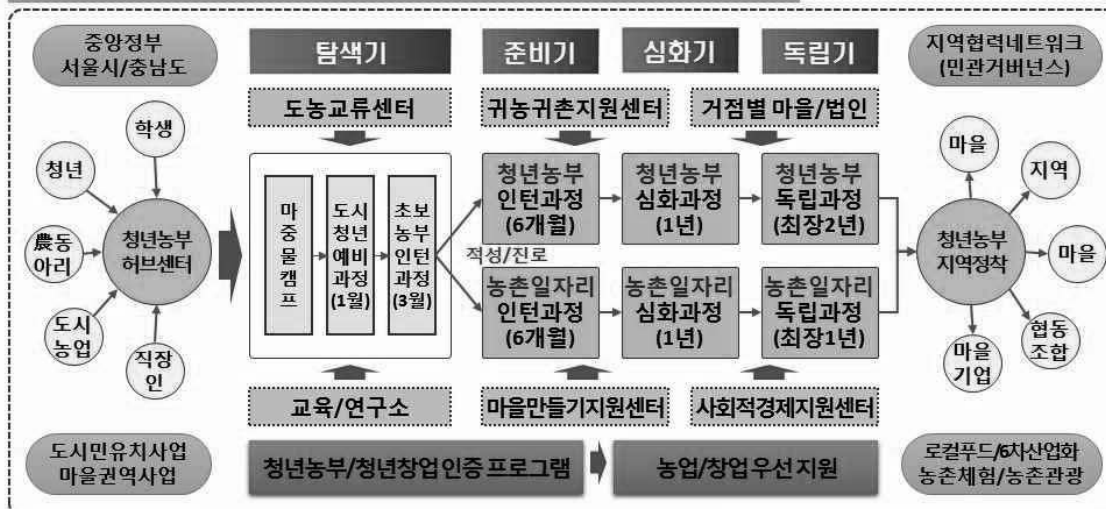 중앙정부
서울시/충남도
탐색기
준비기
심화기
독립기
지역협력네트워크
(민관거버넌스)
도농교류센터
귀농귀촌지원센터
거점별 마을/법인
학생
청년
農동
아리
도시
농업
직장
인
청년농부
허브센터
마
중
물
캠
프
도시
청년
예비
과정
(1월)
초보
농부
인턴
과정
(3월)
적성/진로
청년농부
인턴과정
(6개월)
청년농부
심화과정
(1년)
청년농부
독립과정
(최장2년)
농촌일자리
인턴과정
(6개월)
농촌일자리
심화과정
(1년)
농촌일자리
독립과정
(최장1년)
청년농부
지역정착
마을
지역
마을
협동
조합
마을
기업
교육/연구소
마을만들기지원센터
사회적경제지원센터
도시민유치사업
마을권역사업
청년농부/청년창업 인증 프로그램
농업/창업 우선 지원
로컬푸드/6차산업화
농촌체험/농촌관광